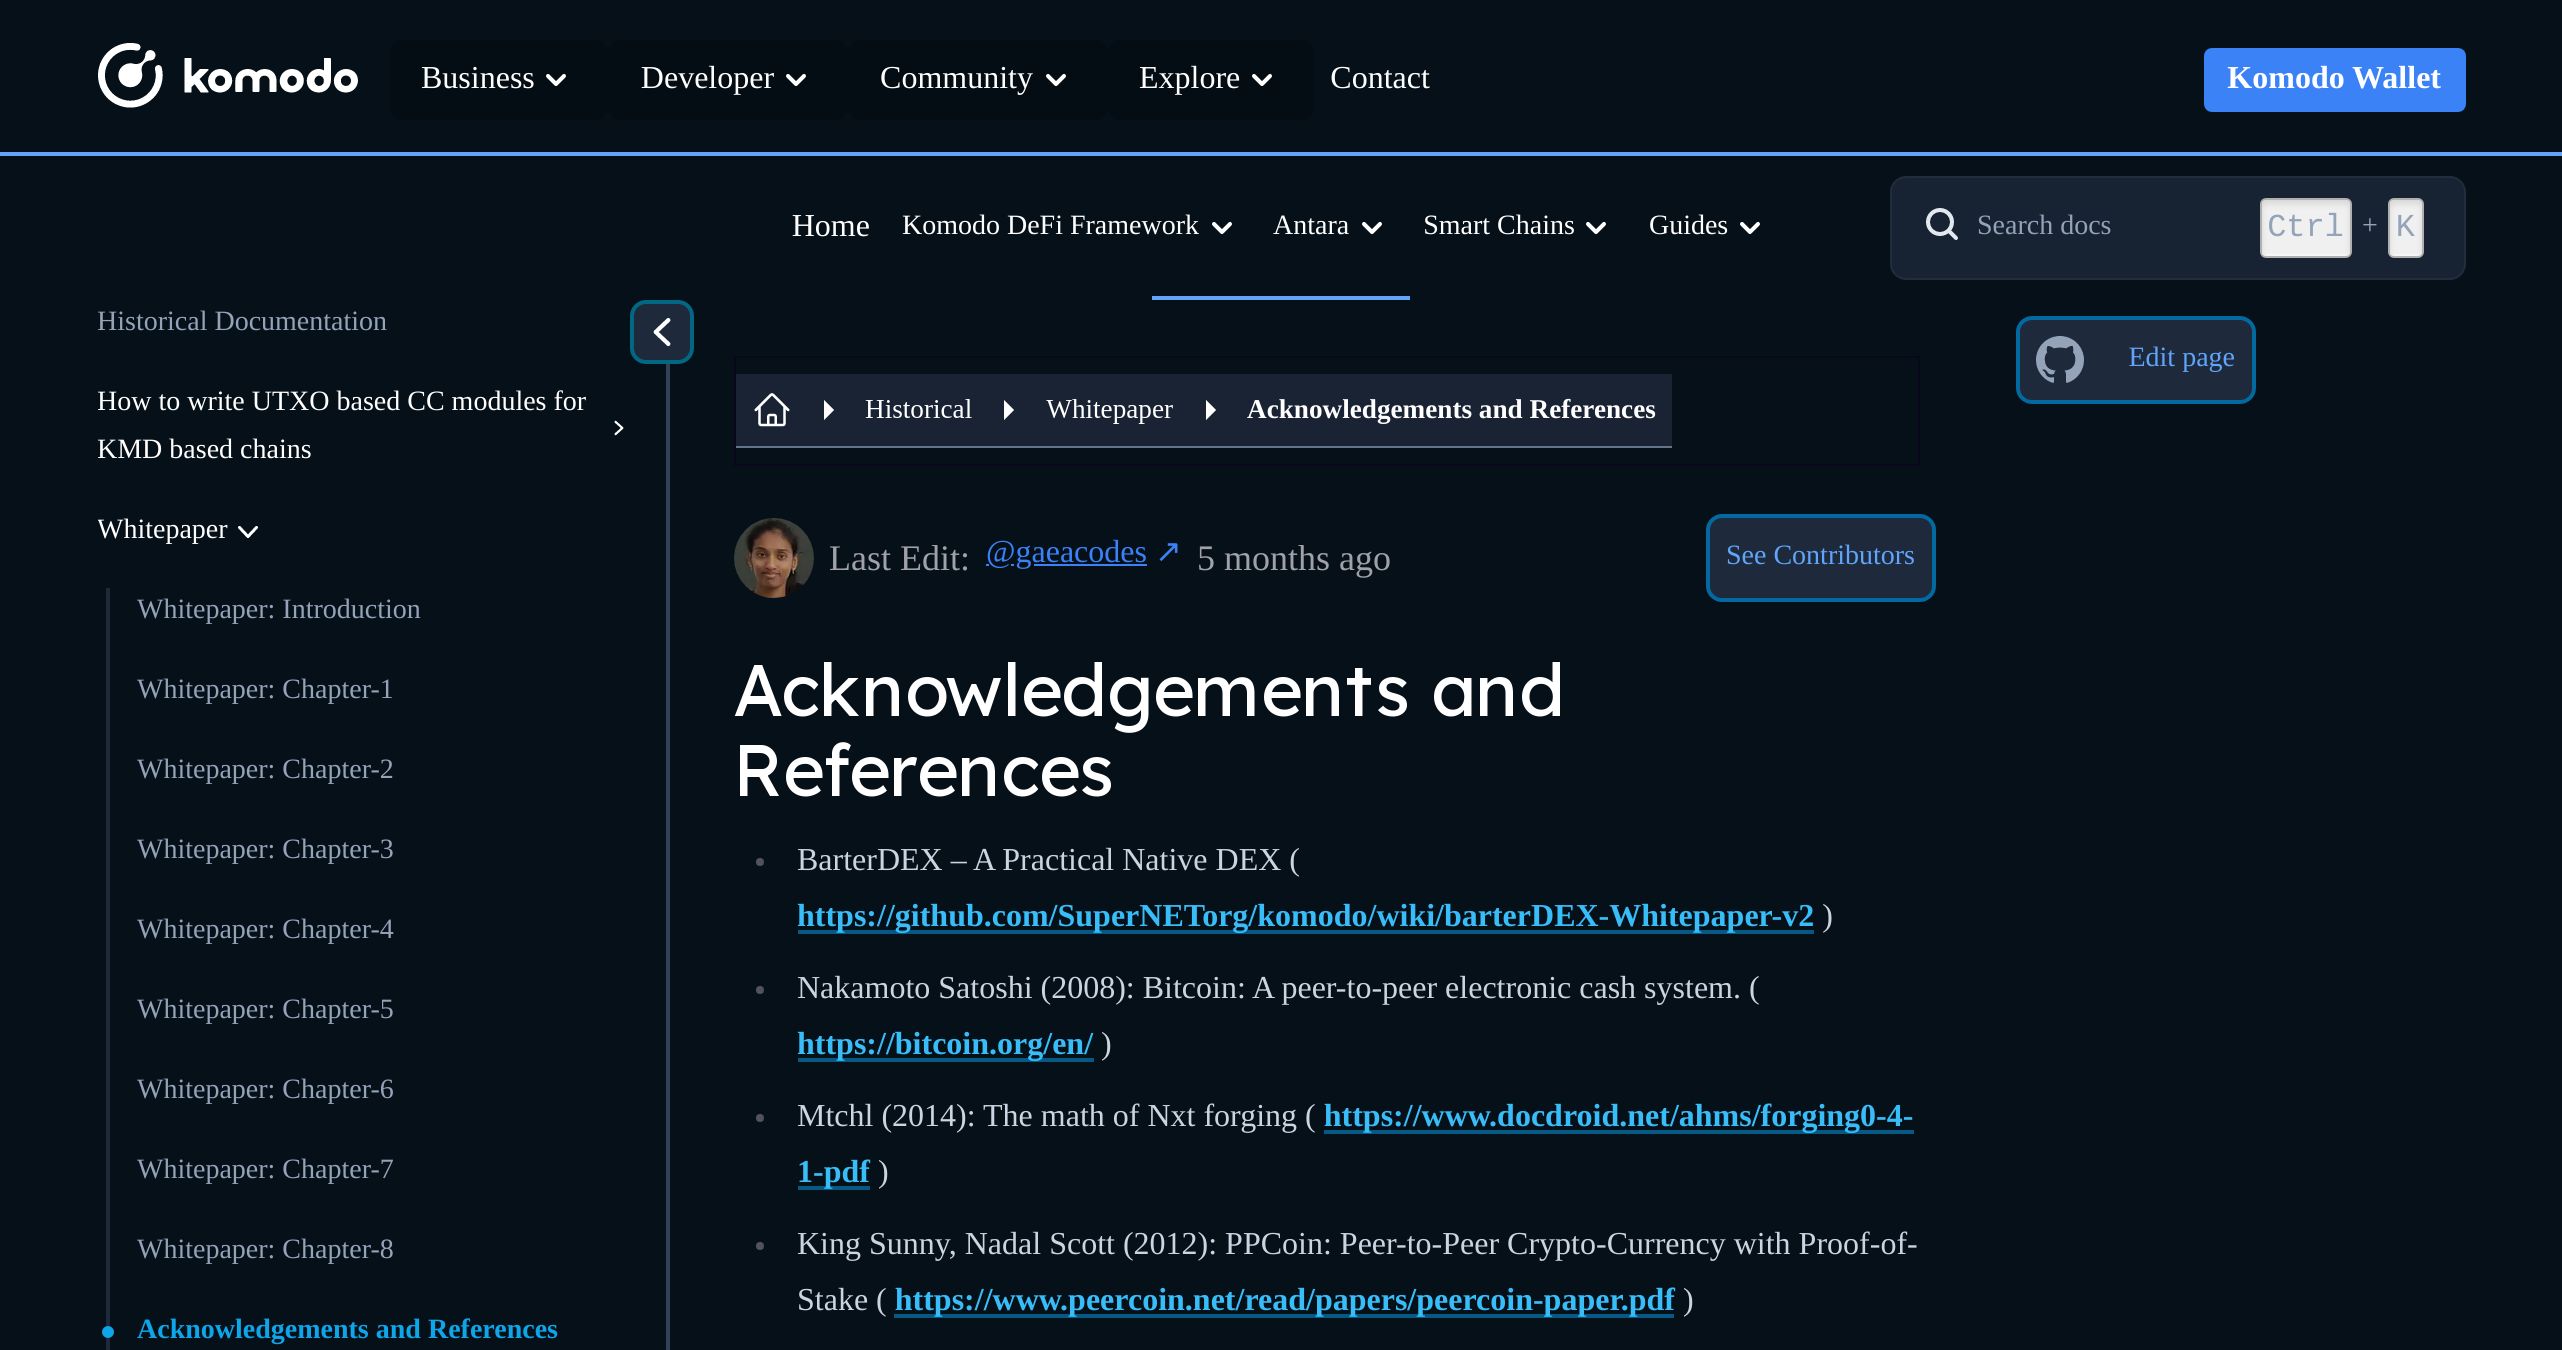 komodo Business Developer Community Explore Contact Komodo Wallet
Home Komodo DeFi Framework Antara Smart Chains Guides Search docs Ctrl + K
Historical Documentation
How to write UTXO based CC modules for
KMD based chains
Whitepaper
Whitepaper: Introduction
Whitepaper: Chapter-1
Whitepaper: Chapter-2
Whitepaper: Chapter-3
Whitepaper: Chapter-4
Whitepaper: Chapter-5
Whitepaper: Chapter-6
Whitepaper: Chapter-7
Whitepaper: Chapter-8
Acknowledgements and References
Historical Whitepaper Acknowledgements and References
Edit page
Last Edit: @gaeacodes ↗ 5 months ago
See Contributors
Acknowledgements and
References
• BarterDEX – A Practical Native DEX (
https://github.com/SuperNETorg/komodo/wiki/barterDEX-Whitepaper-v2 )
• Nakamoto Satoshi (2008): Bitcoin: A peer-to-peer electronic cash system. (
https://bitcoin.org/en/ )
• Mtchl (2014): The math of Nxt forging ( https://www.docdroid.net/ahms/forging0-4-
1-pdf )
• King Sunny, Nadal Scott (2012): PPCoin: Peer-to-Peer Crypto-Currency with Proof-of-
Stake ( https://www.peercoin.net/read/papers/peercoin-paper.pdf )